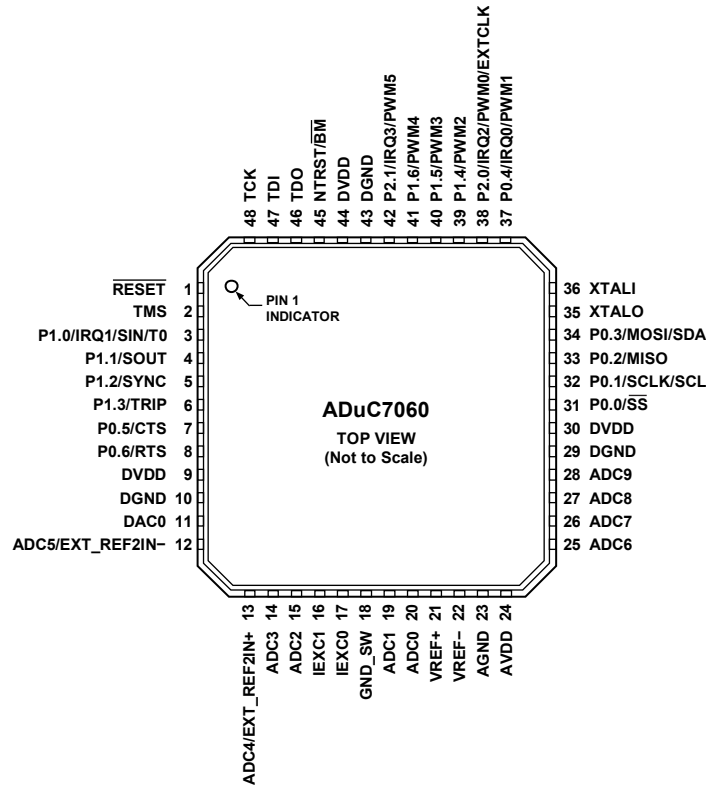 48 TCK
47 TDI
46 TDO
45 NTRST/B̅M̅
44 DVDD
43 DGND
42 P2.1/IRQ3/PWM5
41 P1.6/PWM4
40 P1.5/PWM3
39 P1.4/PWM2
38 P2.0/IRQ2/PWM0/EXTCLK
37 P0.4/IRQ0/PWM1
R̅E̅S̅E̅T̅ 1
TMS 2
P1.0/IRQ1/SIN/T0 3
P1.1/SOUT 4
P1.2/SYNC 5
P1.3/TRIP 6
P0.5/CTS 7
P0.6/RTS 8
DVDD 9
DGND 10
DAC0 11
ADC5/EXT_REF2IN− 12
PIN 1
INDICATOR
ADuC7060
TOP VIEW
(Not to Scale)
36 XTALI
35 XTALO
34 P0.3/MOSI/SDA
33 P0.2/MISO
32 P0.1/SCLK/SCL
31 P0.0/S̅S̅
30 DVDD
29 DGND
28 ADC9
27 ADC8
26 ADC7
25 ADC6
ADC4/EXT_REF2IN+ 13
ADC3 14
ADC2 15
IEXC1 16
IEXC0 17
GND_SW 18
ADC1 19
ADC0 20
VREF+ 21
VREF− 22
AGND 23
AVDD 24